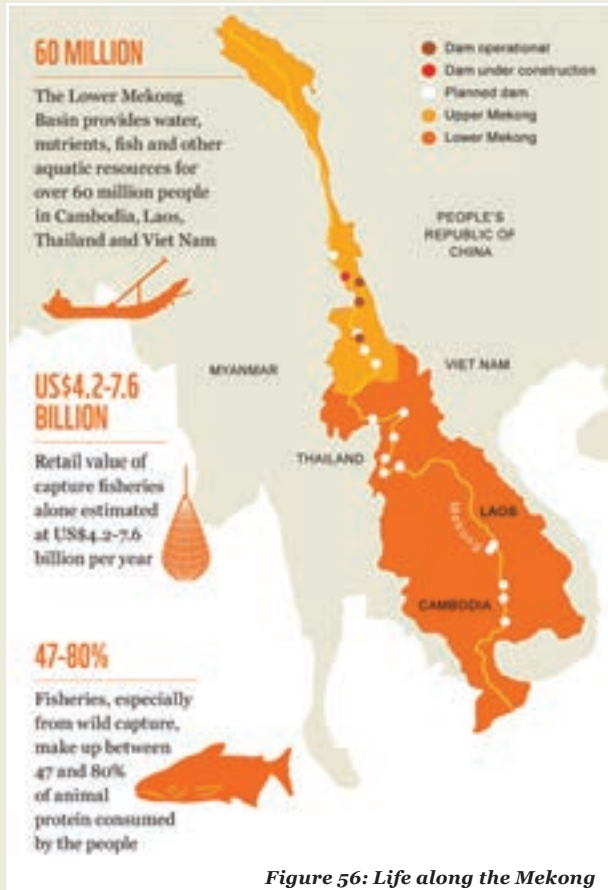 60 MILLION
The Lower Mekong
Basin provides water,
nutrients, fish and other
aquatic resources for
over 60 million people
in Cambodia, Laos,
Thailand and Viet Nam
US$4.2-7.6
BILLION
Retail value of
capture fisheries
alone estimated
at US$4.2-7.6
billion per year
47-80%
Fisheries, especially
from wild capture,
make up between
47 and 80%
of animal
protein consumed
by the people
Dam operational
Dam under construction
Planned dam
Upper Mekong
Lower Mekong
PEOPLE'S
REPUBLIC OF
CHINA
MYANMAR
VIET NAM
THAILAND
LAOS
Mekong
CAMBODIA
Figure 56: Life along the Mekong